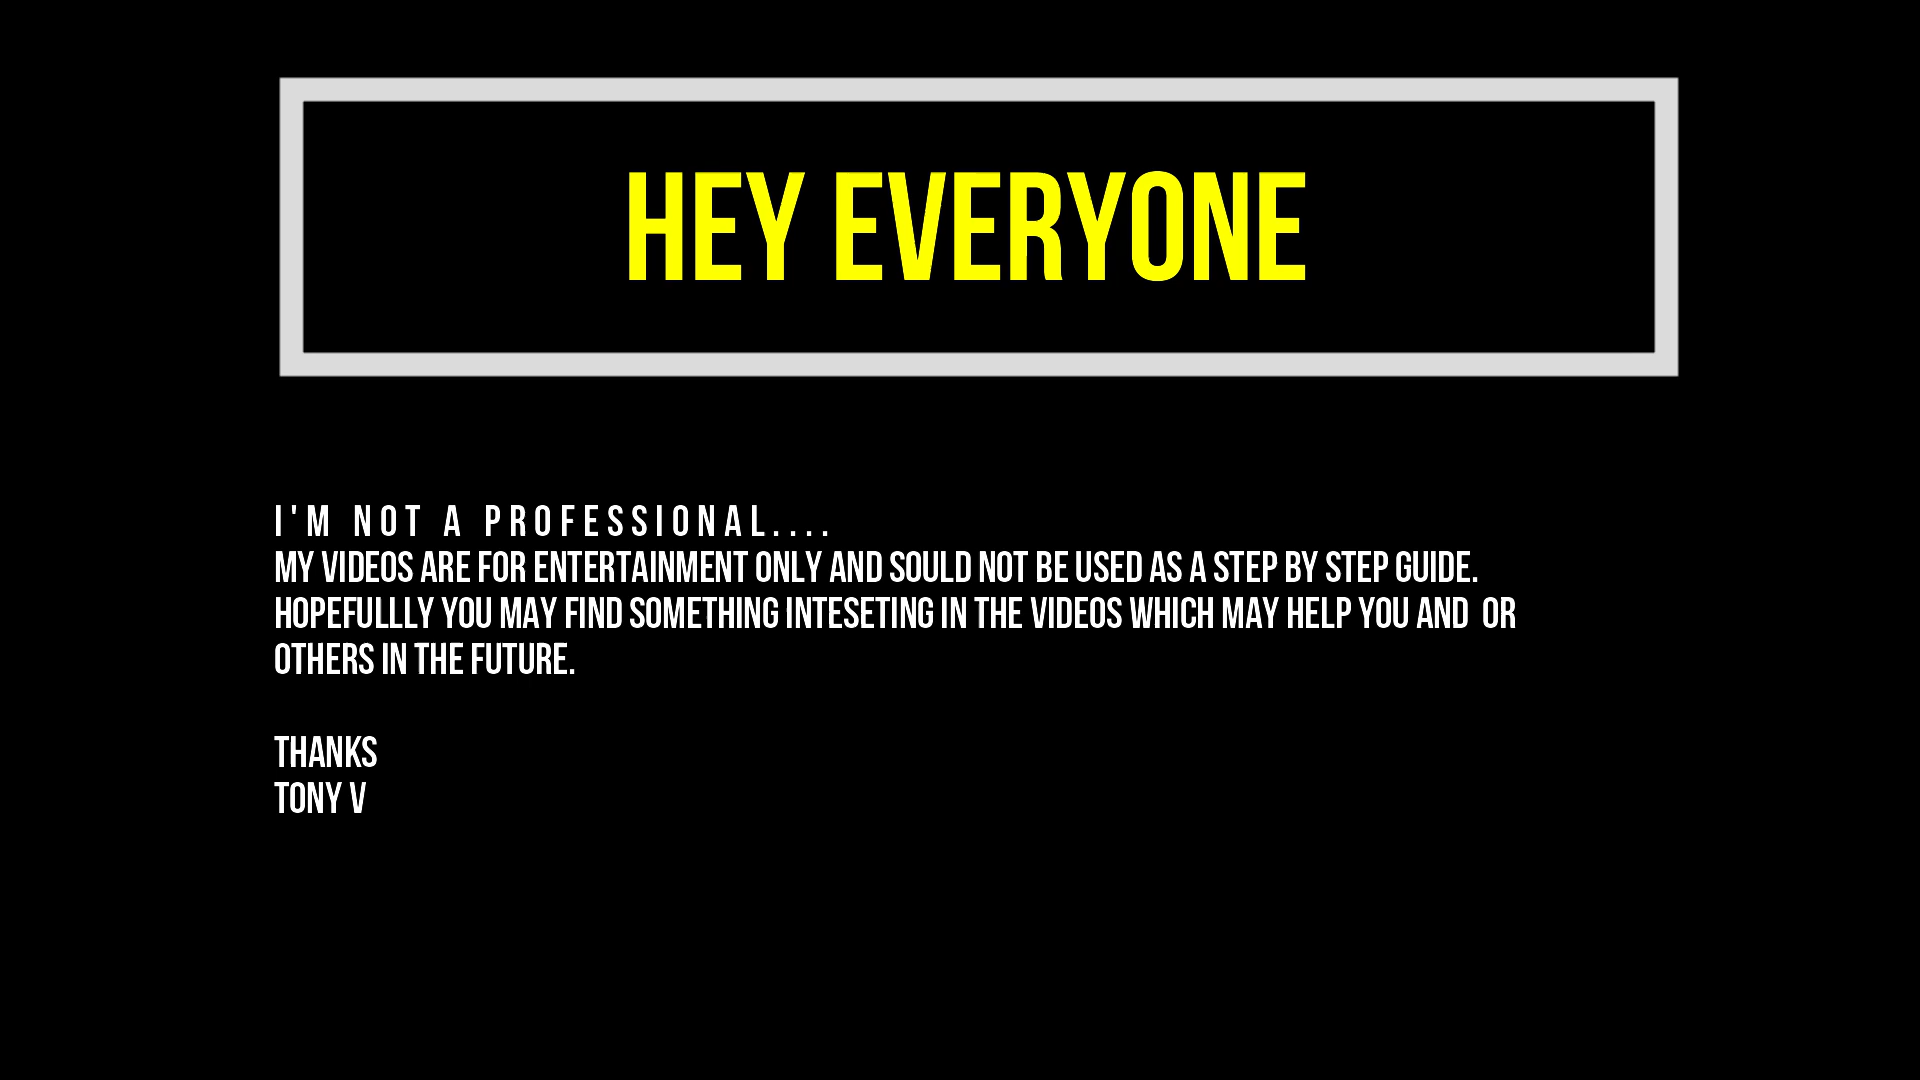 HEY EVERYONE
I'M NOT A PROFESSIONAL....
MY VIDEOS ARE FOR ENTERTAINMENT ONLY AND SOULD NOT BE USED AS A STEP BY STEP GUIDE.
HOPEFULLLY YOU MAY FIND SOMETHING INTESETING IN THE VIDEOS WHICH MAY HELP YOU AND  OR
OTHERS IN THE FUTURE.
THANKS
TONY V